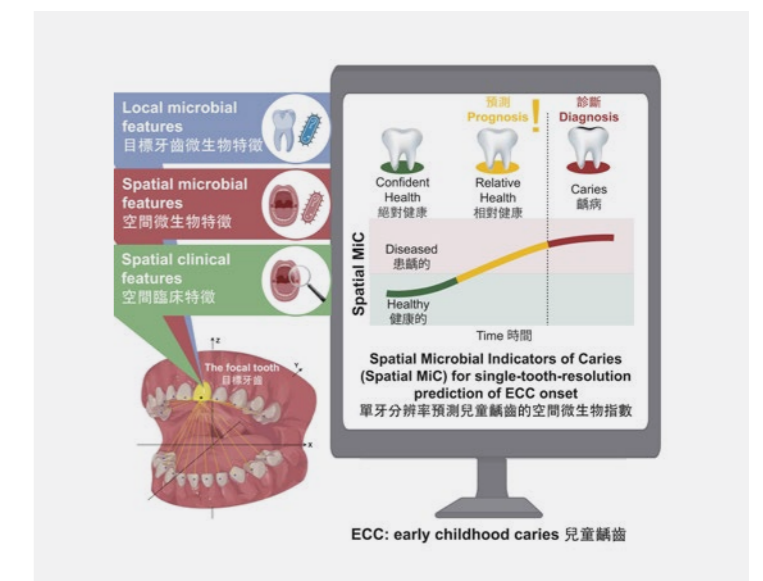 Local microbial
features
目標牙齒微生物特徵
Spatial microbial
features
空間微生物特徵
Spatial clinical
features
空間臨床特徵
Z
The focal tooth
目標牙齒
Y
X
預測
Prognosis
!
診斷
Diagnosis
Confident
Health
絕對健康
Relative
Health
相對健康
Caries
齲病
Spatial MiC
Diseased
患齲的
Healthy
健康的
Time 時間
Spatial Microbial Indicators of Caries
(Spatial MiC) for single-tooth-resolution
prediction of ECC onset
單牙分辨率預測兒童齲齒的空間微生物指數
ECC: early childhood caries 兒童齲齒